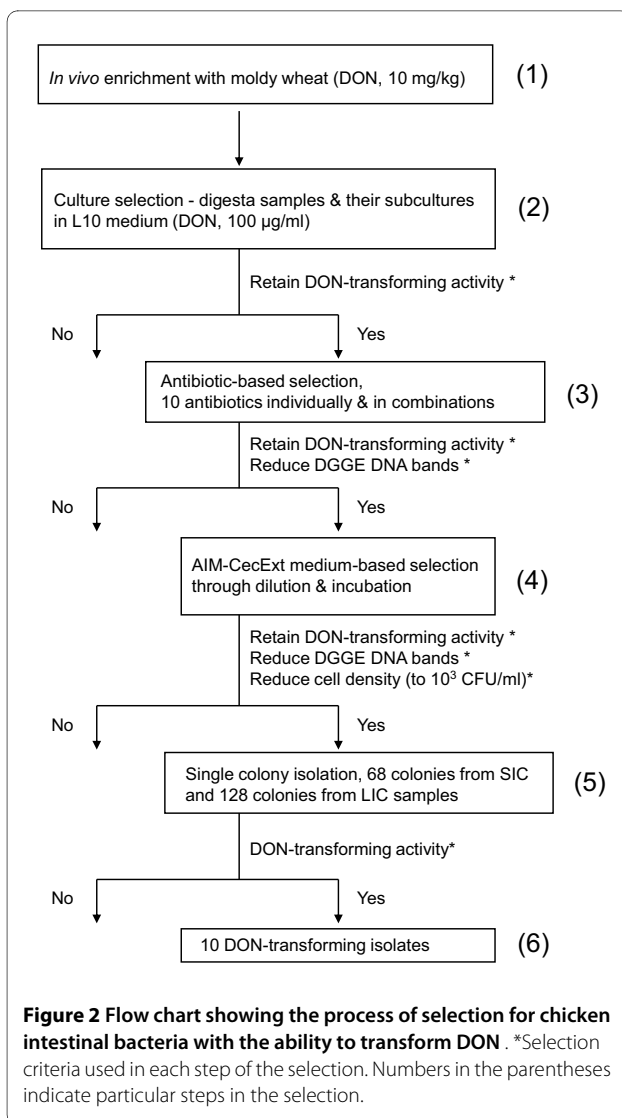 In vivo enrichment with moldy wheat (DON, 10 mg/kg)
(1)
Culture selection - digesta samples & their subcultures
in L10 medium (DON, 100 µg/ml)
(2)
Retain DON-transforming activity *
No
Yes
Antibiotic-based selection,
10 antibiotics individually & in combinations
(3)
Retain DON-transforming activity *
Reduce DGGE DNA bands *
No
Yes
AIM-CecExt medium-based selection
through dilution & incubation
(4)
Retain DON-transforming activity *
Reduce DGGE DNA bands *
Reduce cell density (to 10³ CFU/ml)*
No
Yes
Single colony isolation, 68 colonies from SIC
and 128 colonies from LIC samples
(5)
DON-transforming activity*
No
Yes
10 DON-transforming isolates
(6)
Figure 2 Flow chart showing the process of selection for chicken
intestinal bacteria with the ability to transform DON . *Selection
criteria used in each step of the selection. Numbers in the parentheses
indicate particular steps in the selection.